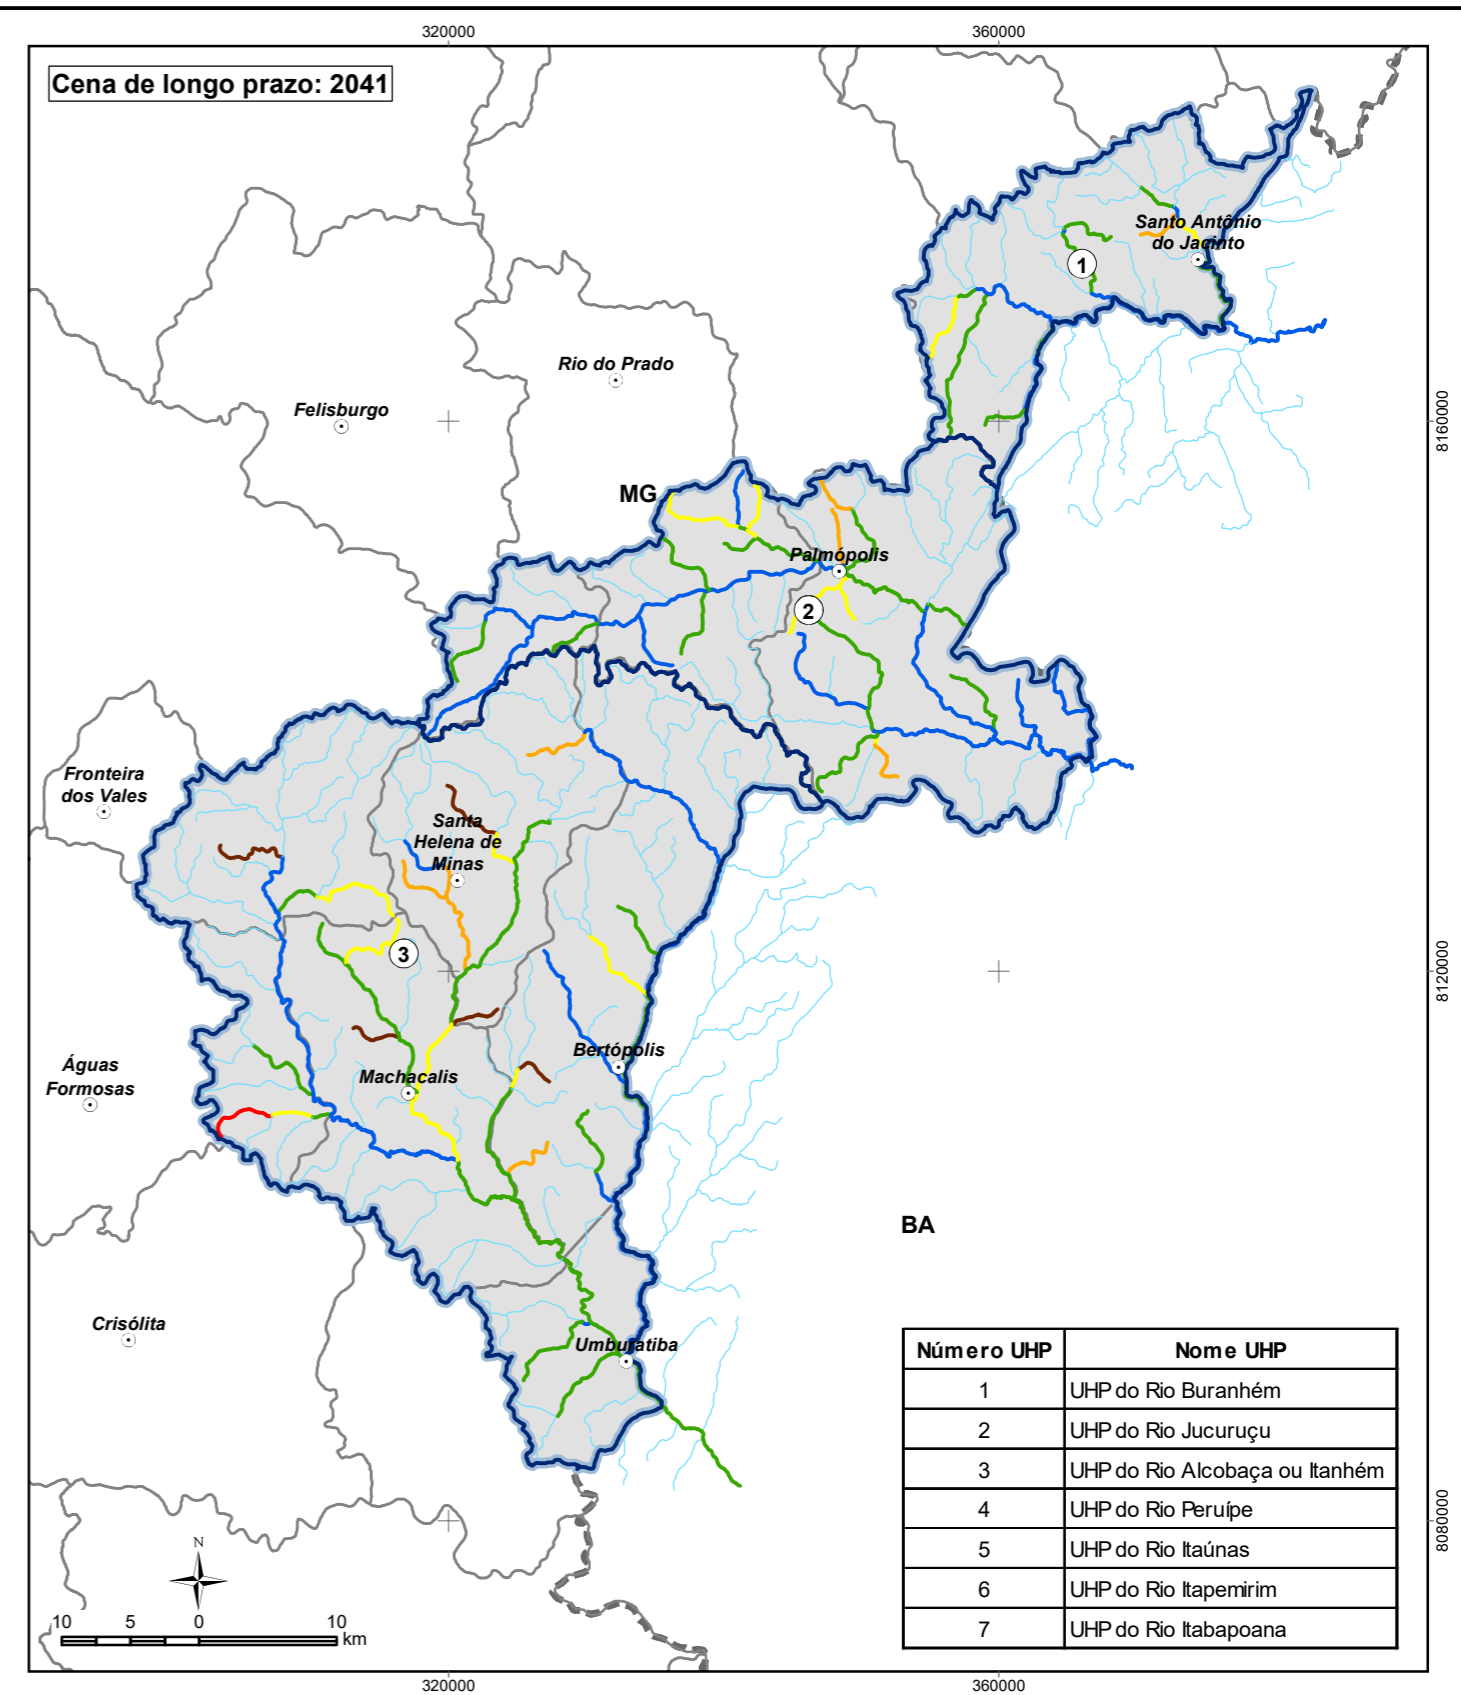 320000
360000
Cena de longo prazo: 2041
Santo Antônio
do Jacinto
1
Rio do Prado
Felisburgo
8160000
MG
Palmópolis
2
Fronteira
dos Vales
Santa
Helena de
Minas
3
8120000
Bertópolis
Águas
Formosas
Machacalis
BA
Crisólita
Umburatiba
Número UHP Nome UHP
1 UHP do Rio Buranhém
2 UHP do Rio Jucuruçu
3 UHP do Rio Alcobaça ou Itanhém
4 UHP do Rio Peruípe
5 UHP do Rio Itaúnas
6 UHP do Rio Itapemirim
7 UHP do Rio Itabapoana
8080000
N
10 5 0 10
km
320000
360000